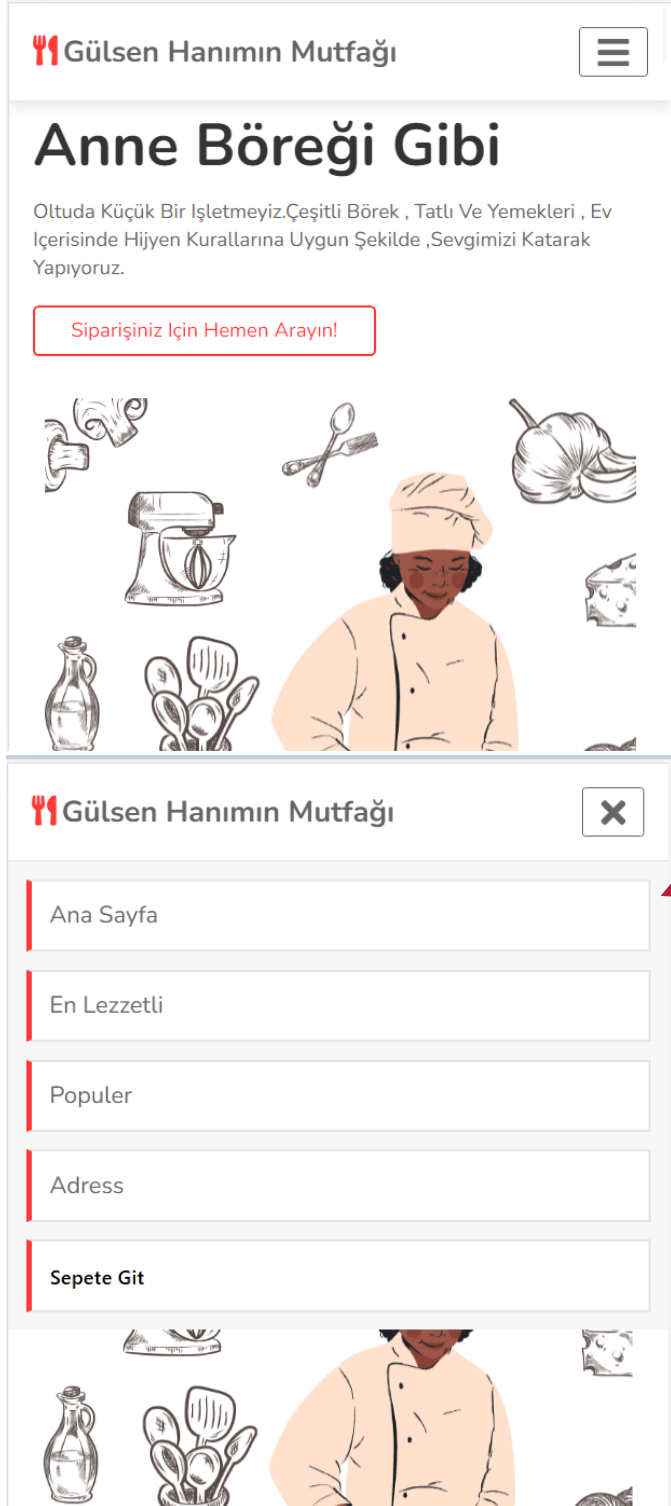 Gülsen Hanımın Mutfağı
Anne Böreği Gibi
Oltuda Küçük Bir Işletmeyiz.Çeşitli Börek , Tatlı Ve Yemekleri , Ev
Içerisinde Hijyen Kurallarına Uygun Şekilde ,Sevgimizi Katarak
Yapıyoruz.
Siparişiniz Için Hemen Arayın!
Gülsen Hanımın Mutfağı
Ana Sayfa
En Lezzetli
Populer
Adress
Sepete Git